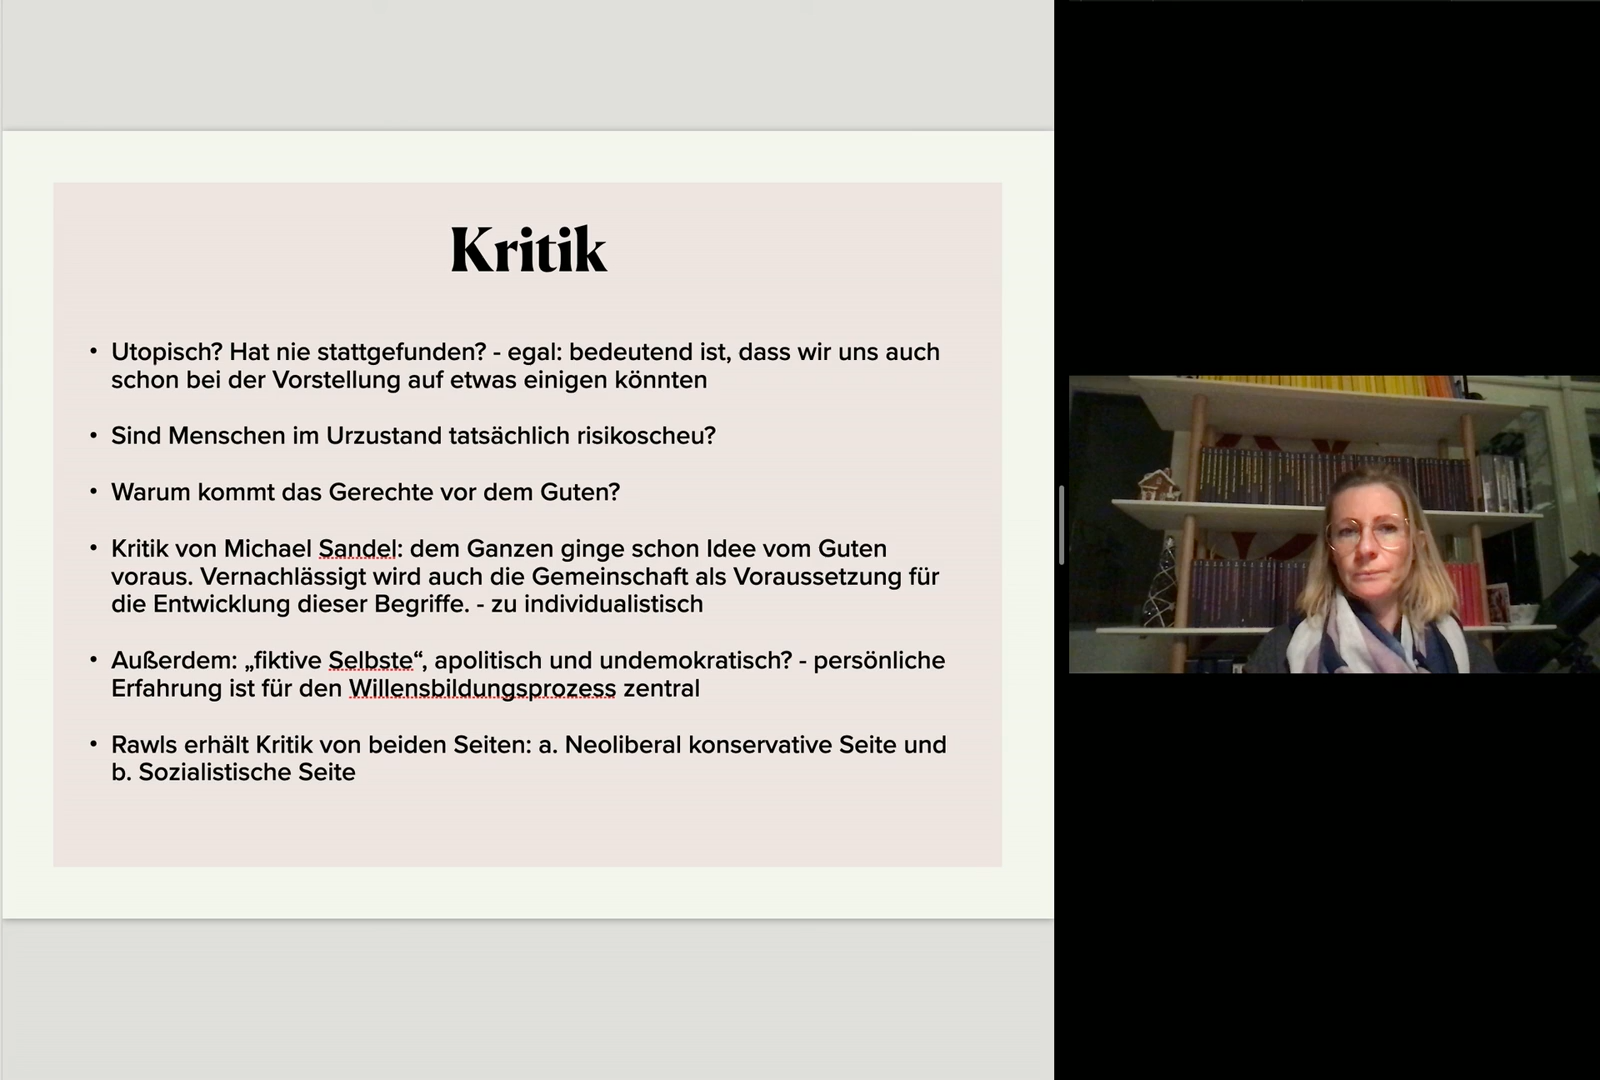 Kritik
• Utopisch? Hat nie stattgefunden? - egal: bedeutend ist, dass wir uns auch
schon bei der Vorstellung auf etwas einigen könnten
• Sind Menschen im Urzustand tatsächlich risikoscheu?
• Warum kommt das Gerechte vor dem Guten?
• Kritik von Michael Sandel: dem Ganzen ginge schon Idee vom Guten
voraus. Vernachlässigt wird auch die Gemeinschaft als Voraussetzung für
die Entwicklung dieser Begriffe. - zu individualistisch
• Außerdem: „fiktive Selbste“, apolitisch und undemokratisch? - persönliche
Erfahrung ist für den Willensbildungsprozess zentral
• Rawls erhält Kritik von beiden Seiten: a. Neoliberal konservative Seite und
b. Sozialistische Seite